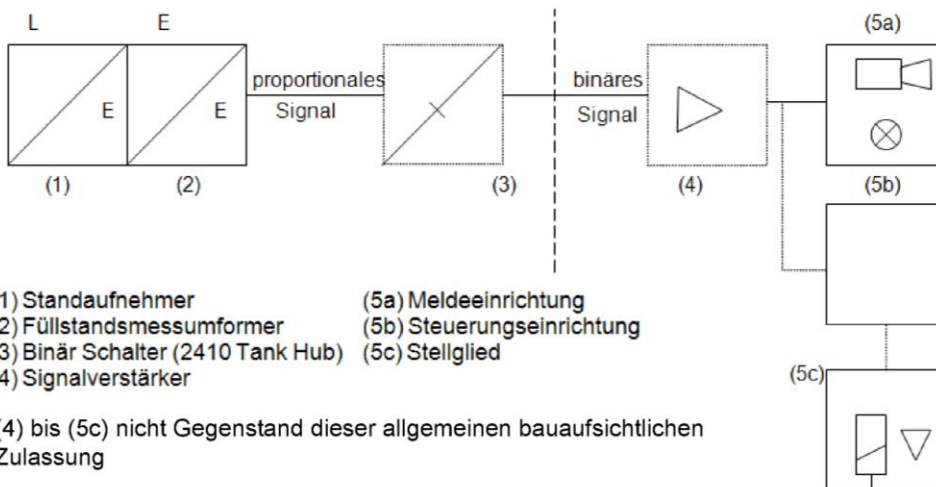 L E (5a)
proportionales binäres
E E Signal Signal
(1) (2) (3) (4) (5b)
1) Standaufnehmer (5a) Meldeeinrichtung
2) Füllstandsmessumformer (5b) Steuerungseinrichtung
3) Binär Schalter (2410 Tank Hub) (5c) Stellglied
4) Signalverstärker
(5c)
(4) bis (5c) nicht Gegenstand dieser allgemeinen bauaufsichtlichen
Zulassung